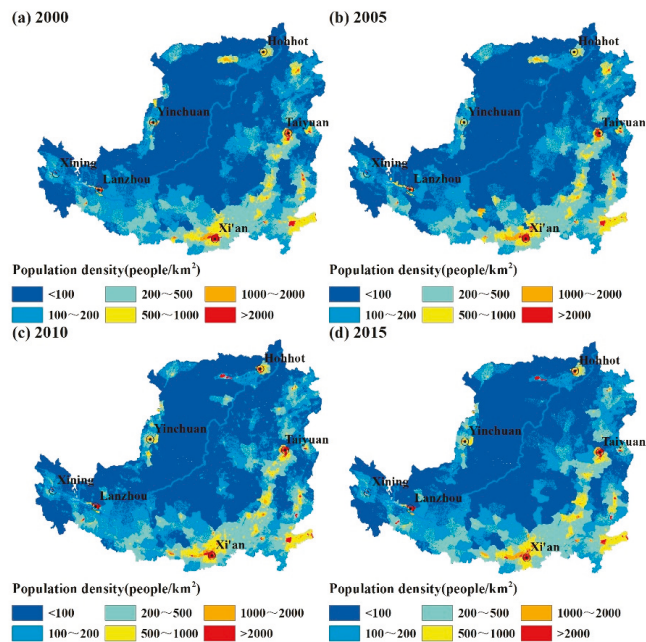 (a) 2000
Hohhot
Yinchuan
Taiyuan
Xining
Lanzhou
Xi'an
Population density(people/km²)
<100 200～500 1000～2000
100～200 500～1000 >2000
(b) 2005
Hohhot
Yinchuan
Taiyuan
Xining
Lanzhou
Xi'an
Population density(people/km²)
<100 200～500 1000～2000
100～200 500～1000 >2000
(c) 2010
Hohhot
Yinchuan
Taiyuan
Xining
Lanzhou
Xi'an
Population density(people/km²)
<100 200～500 1000～2000
100～200 500～1000 >2000
(d) 2015
Hohhot
Yinchuan
Taiyuan
Xining
Lanzhou
Xi'an
Population density(people/km²)
<100 200～500 1000～2000
100～200 500～1000 >2000